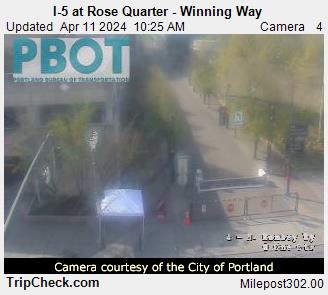 I-5 at Rose Quarter - Winning Way
Updated Apr 11 2024 10:25 AM Camera 4
PBOT
PORTLAND BUREAU OF TRANSPORTATION
Camera courtesy of the City of Portland
TripCheck.com Milepost302.00